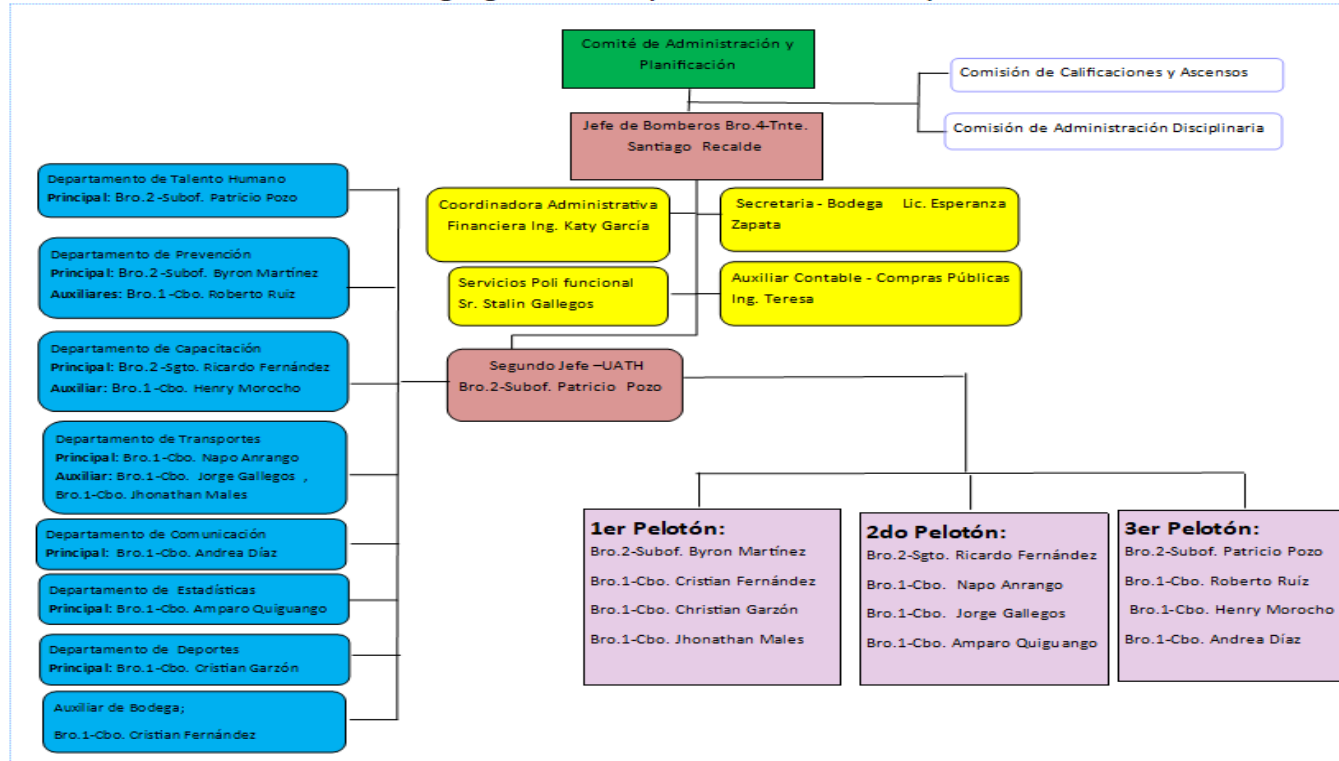 Comité de Administración y
Planificación
Comisión de Calificaciones y Ascensos
Comisión de Administración Disciplinaria
Jefe de Bomberos Bro.4-Tnte.
Santiago Recalde
Coordinadora Administrativa
Financiera Ing. Katy García
Secretaria - Bodega Lic. Esperanza
Zapata
Servicios Poli funcional
Sr. Stalin Gallegos
Auxiliar Contable - Compras Públicas
Ing. Teresa
Segundo Jefe –UATH
Bro.2-Subof. Patricio Pozo
Departamento de Talento Humano
Principal: Bro.2-Subof. Patricio Pozo
Departamento de Prevención
Principal: Bro.2-Subof. Byron Martínez
Auxiliares: Bro.1-Cbo. Roberto Ruiz
Departamento de Capacitación
Principal: Bro.2-Sgto. Ricardo Fernández
Auxiliar: Bro.1-Cbo. Henry Morocho
Departamento de Transportes
Principal: Bro.1-Cbo. Napo Anrango
Auxiliar: Bro.1-Cbo. Jorge Gallegos ,
Bro.1-Cbo. Jhonathan Males
Departamento de Comunicación
Principal: Bro.1-Cbo. Andrea Díaz
Departamento de Estadísticas
Principal: Bro.1-Cbo. Amparo Quiguango
Departamento de Deportes
Principal: Bro.1-Cbo. Cristian Garzón
Auxiliar de Bodega;
Bro.1-Cbo. Cristian Fernández
1er Pelotón:
Bro.2-Subof. Byron Martínez
Bro.1-Cbo. Cristian Fernández
Bro.1-Cbo. Christian Garzón
Bro.1-Cbo. Jhonathan Males
2do Pelotón:
Bro.2-Sgto. Ricardo Fernández
Bro.1-Cbo. Napo Anrango
Bro.1-Cbo. Jorge Gallegos
Bro.1-Cbo. Amparo Quiguango
3er Pelotón:
Bro.2-Subof. Patricio Pozo
Bro.1-Cbo. Roberto Ruíz
Bro.1-Cbo. Henry Morocho
Bro.1-Cbo. Andrea Díaz